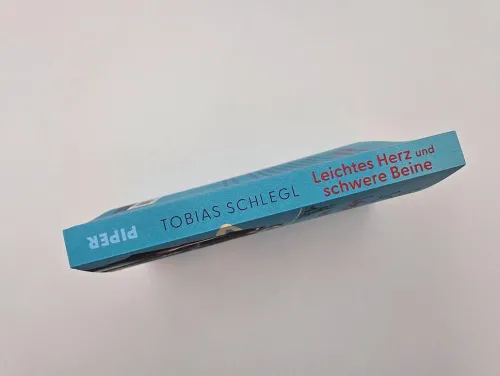 PIPER
TOBIAS SCHLEGL
Leichtes Herz und
schwere Beine